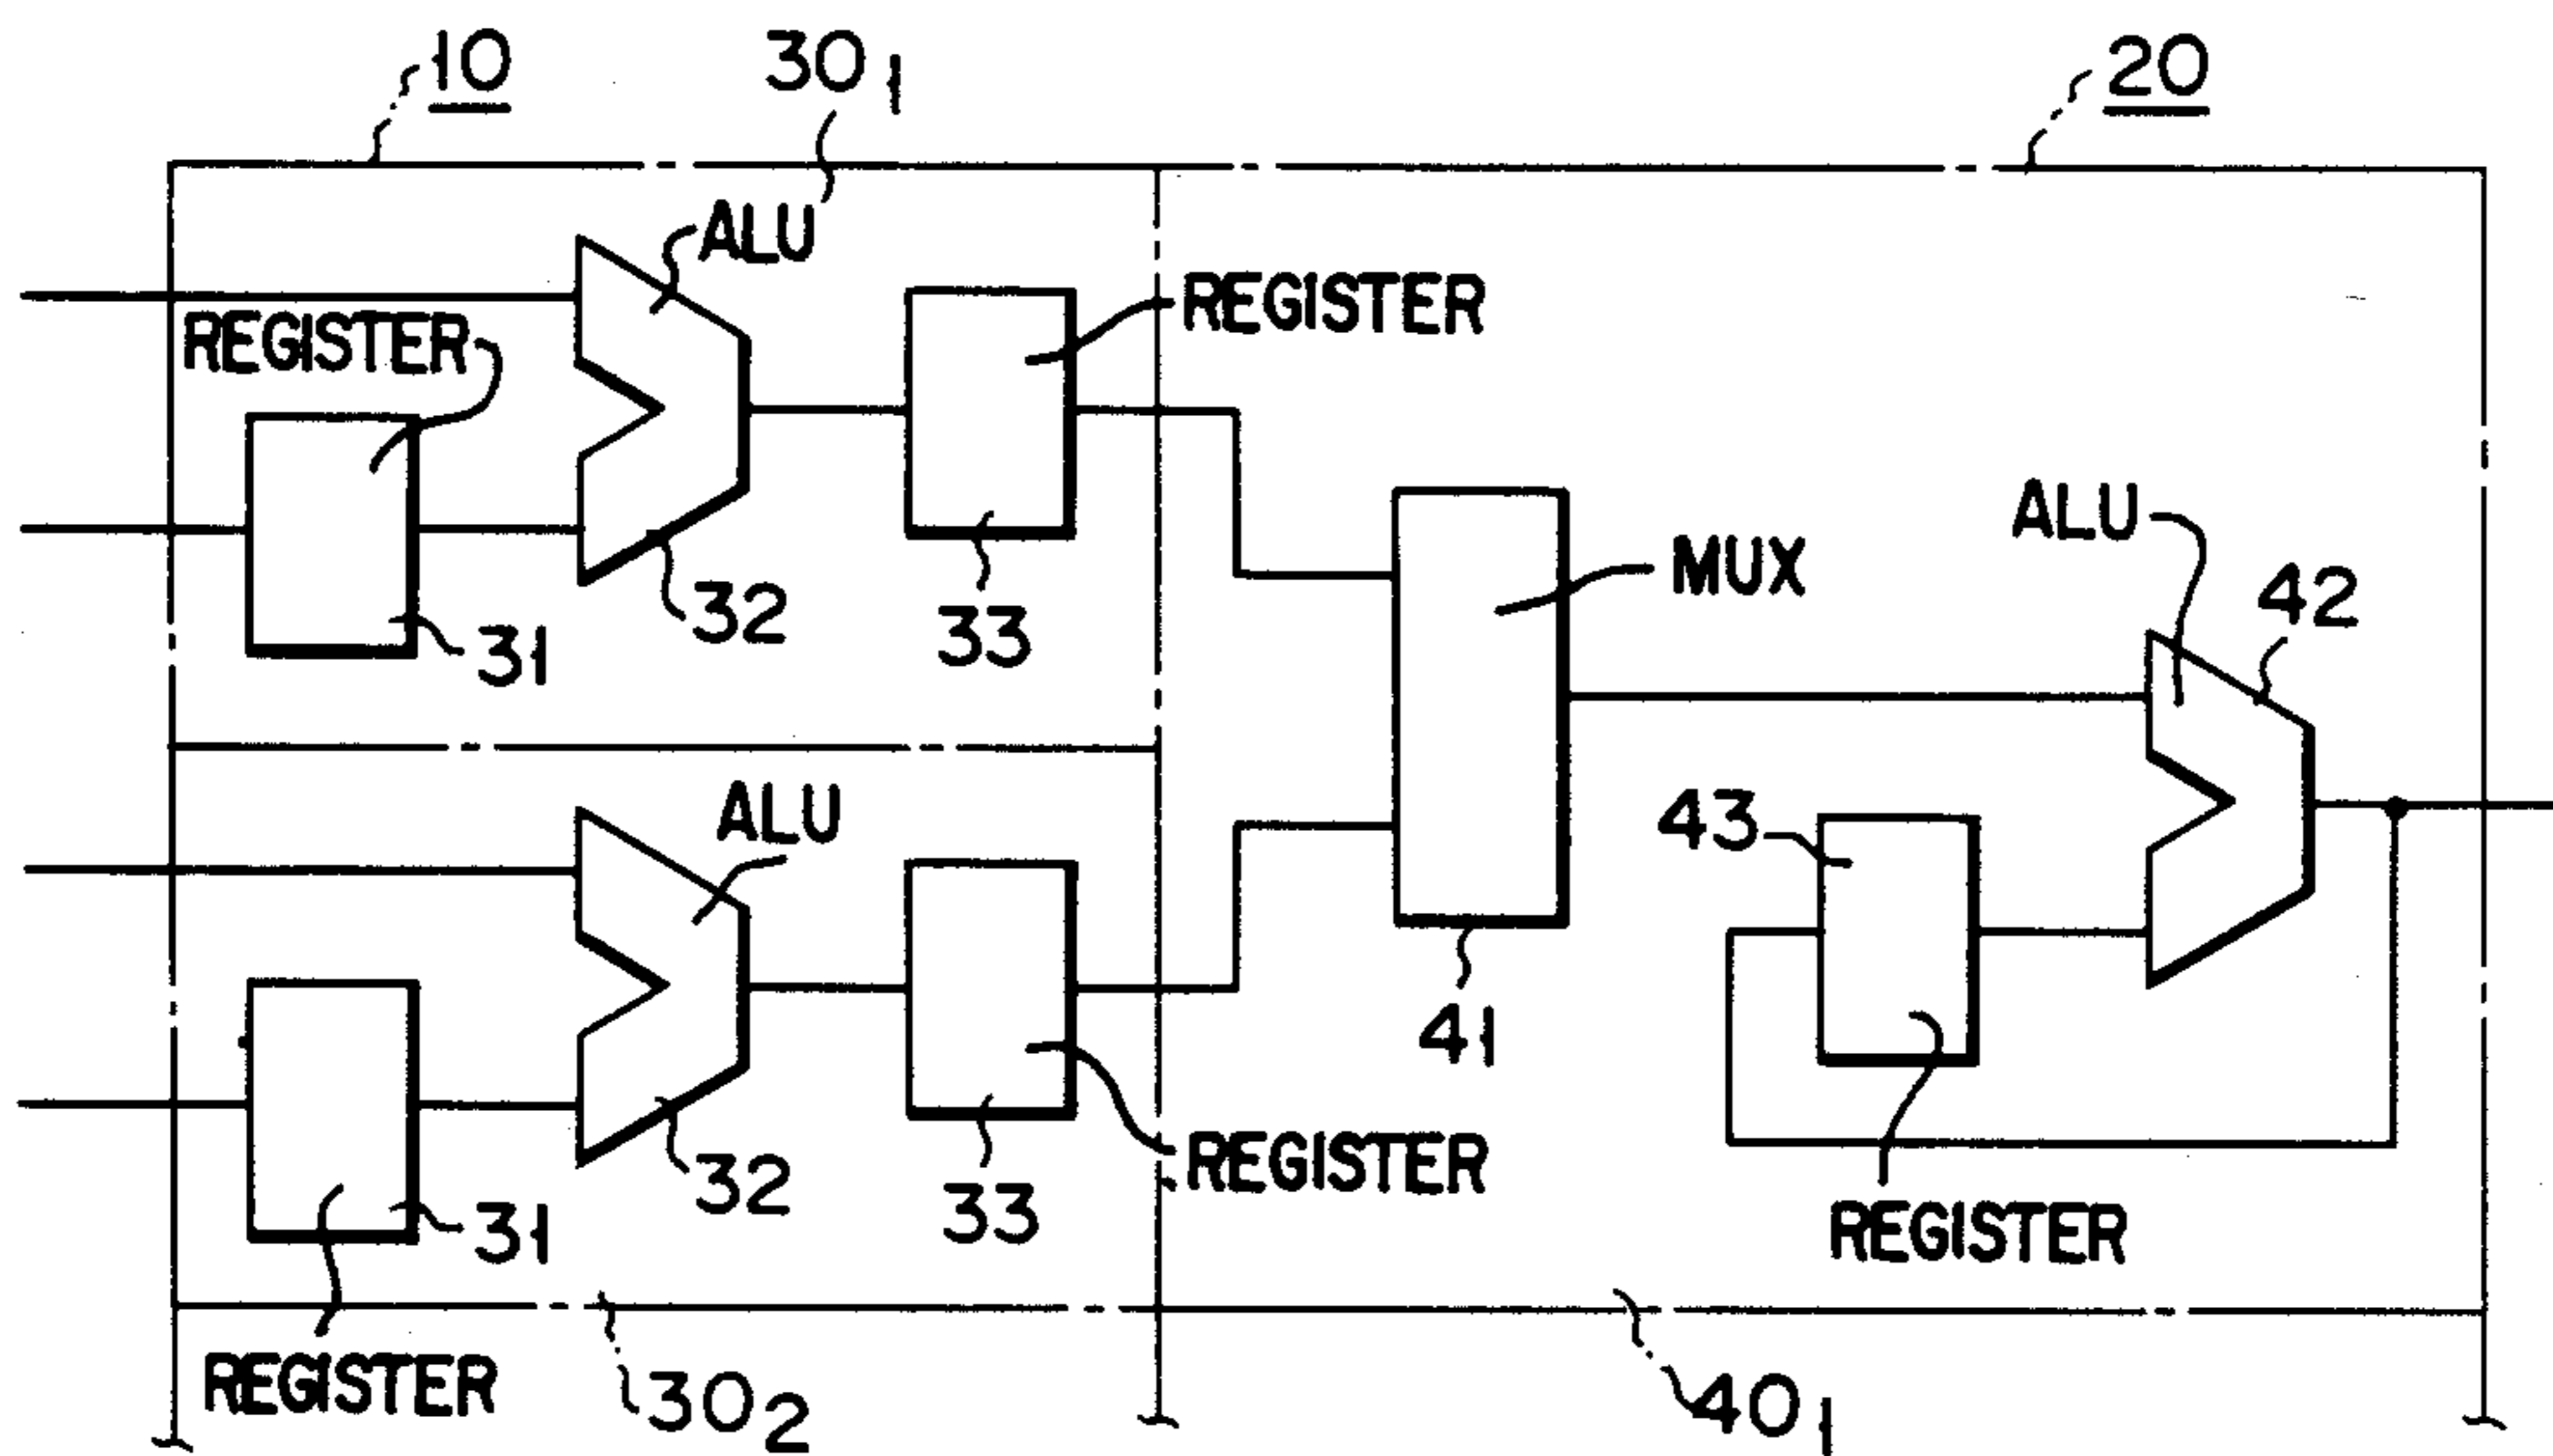 10
30₁
20
ALU
REGISTER
REGISTER
31
32
33
MUX
ALU
42
ALU
43
41
REGISTER
31
32
33
REGISTER
REGISTER
30₂
40₁